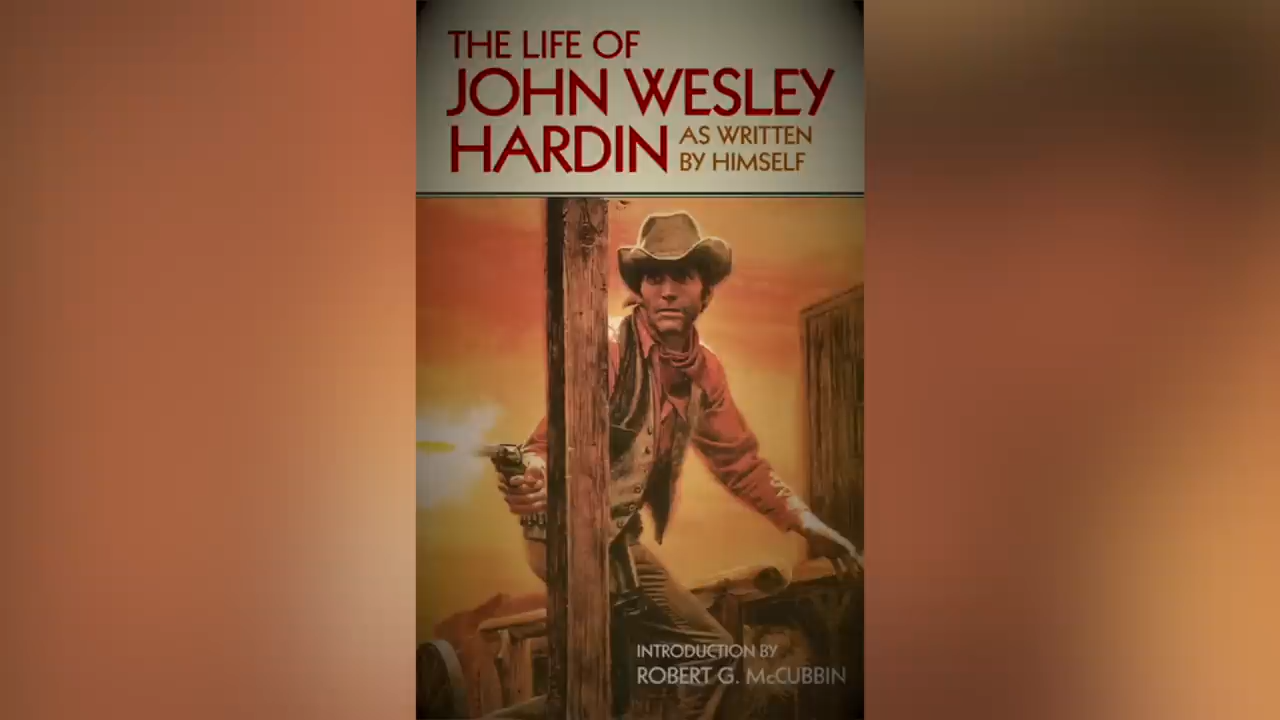 THE LIFE OF
JOHN WESLEY
HARDIN AS WRITTEN
BY HIMSELF
INTRODUCTION BY
ROBERT G. McCUBBIN